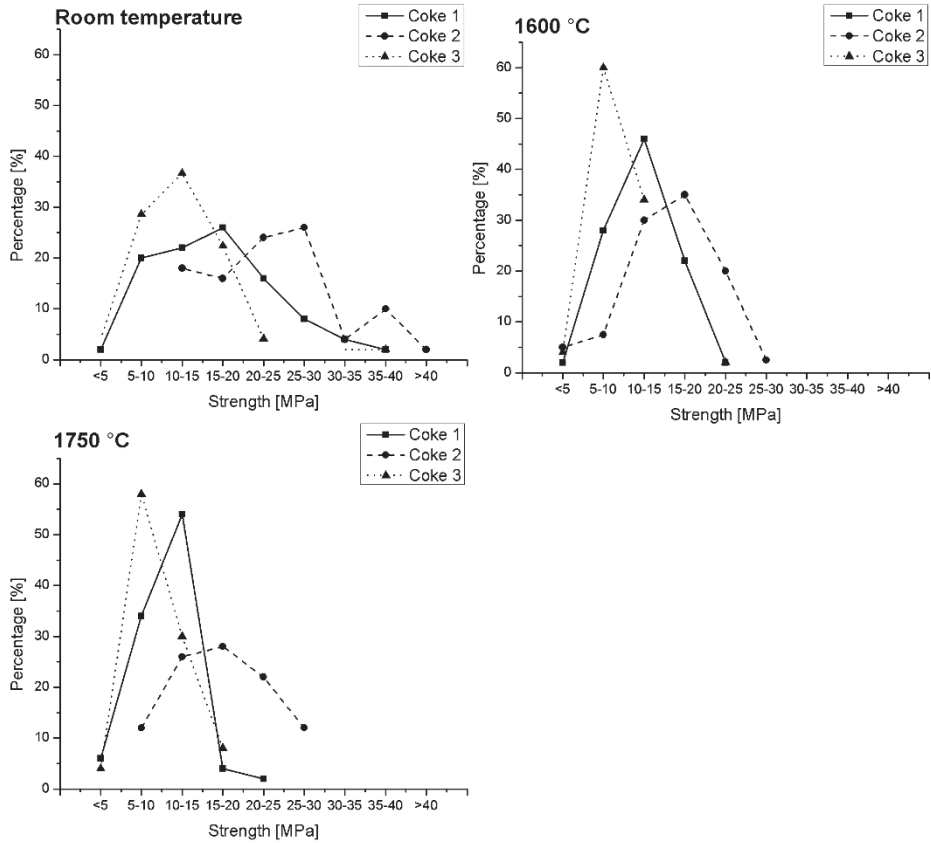 Room temperature
Coke 1
Coke 2
Coke 3
Percentage [%]
60
50
40
30
20
10
0
<5 5-10 10-15 15-20 20-25 25-30 30-35 35-40 >40
Strength [MPa]
1600 °C
Coke 1
Coke 2
Coke 3
Percentage [%]
60
50
40
30
20
10
0
<5 5-10 10-15 15-20 20-25 25-30 30-35 35-40 >40
Strength [MPa]
1750 °C
Coke 1
Coke 2
Coke 3
Percentage [%]
60
50
40
30
20
10
0
<5 5-10 10-15 15-20 20-25 25-30 30-35 35-40 >40
Strength [MPa]